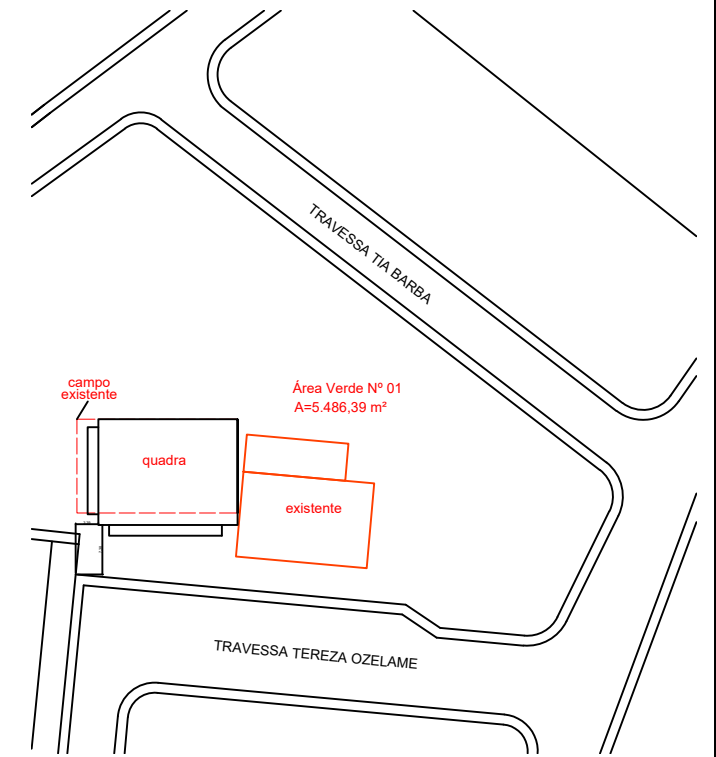 TRAVESSA TIA BARBA
campo
existente
Área Verde Nº 01
A=5.486,39 m²
quadra
existente
TRAVESSA TEREZA OZELAME